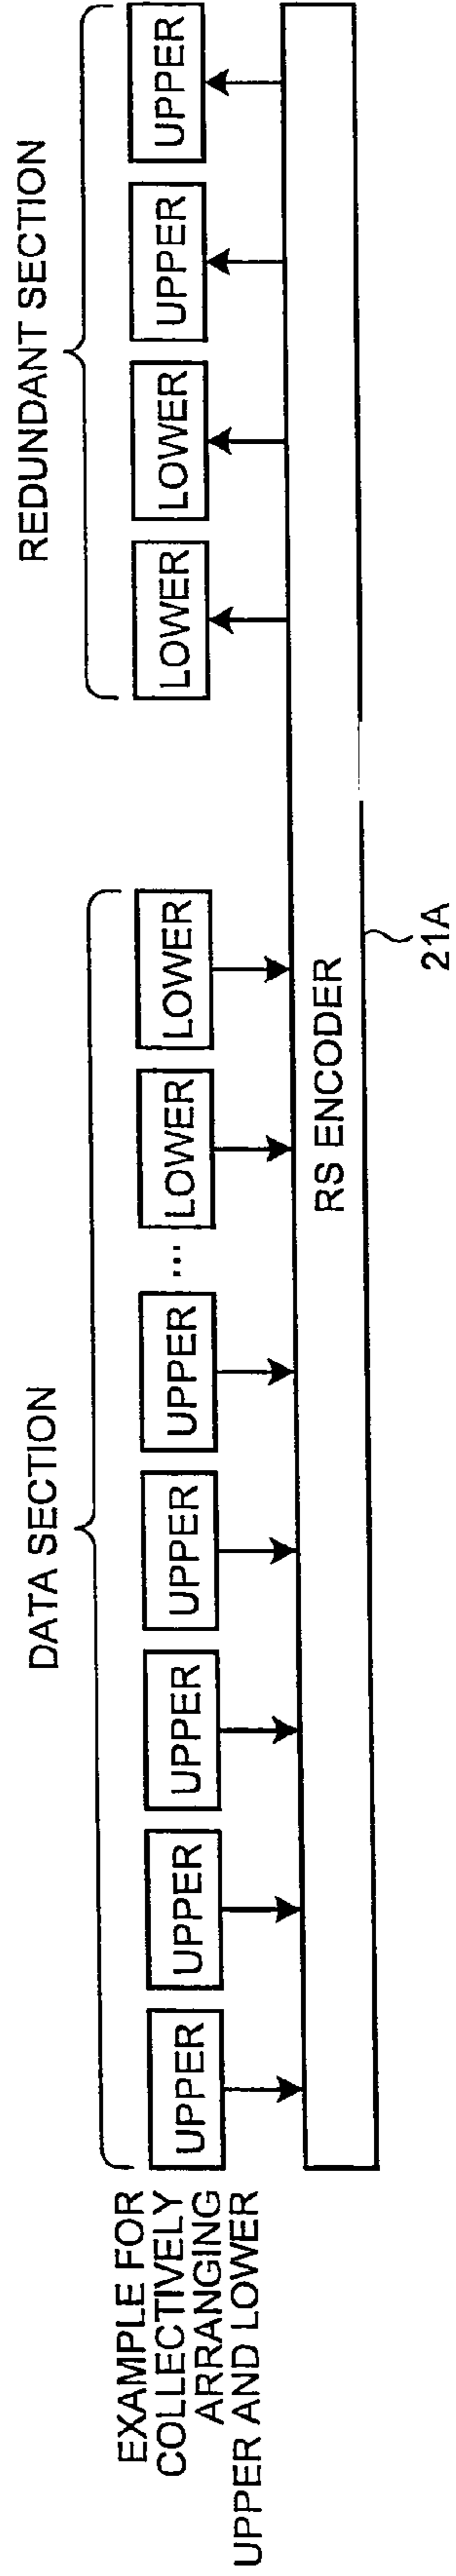 EXAMPLE FOR
COLLECTIVELY
ARRANGING
UPPER AND LOWER
DATA SECTION
UPPER
UPPER
UPPER
UPPER
UPPER
...
LOWER
LOWER
REDUNDANT SECTION
LOWER
LOWER
UPPER
UPPER
RS ENCODER
21A